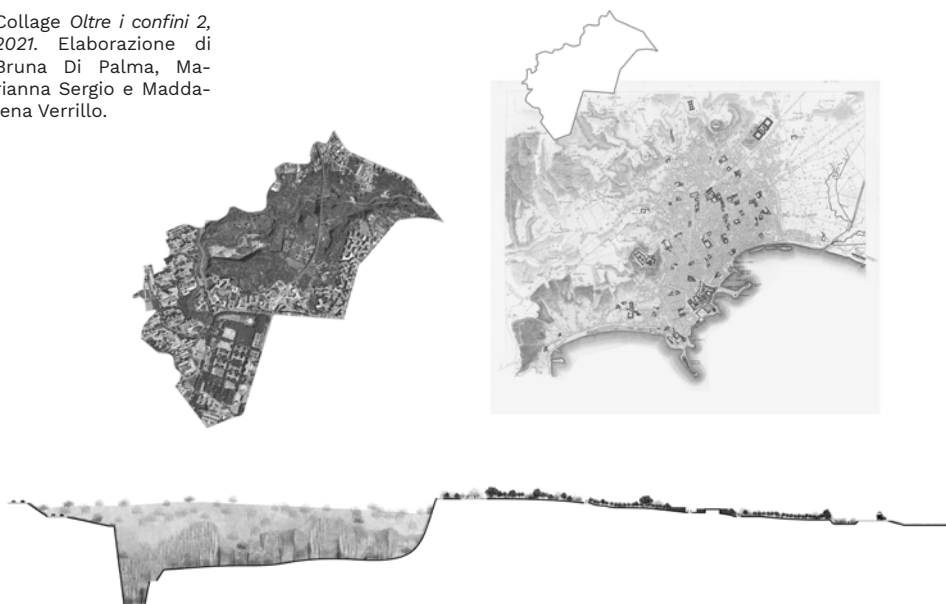 Collage Oltre i confini 2,
2021. Elaborazione di
Bruna Di Palma, Ma-
rianna Sergio e Madda-
lena Verrillo.